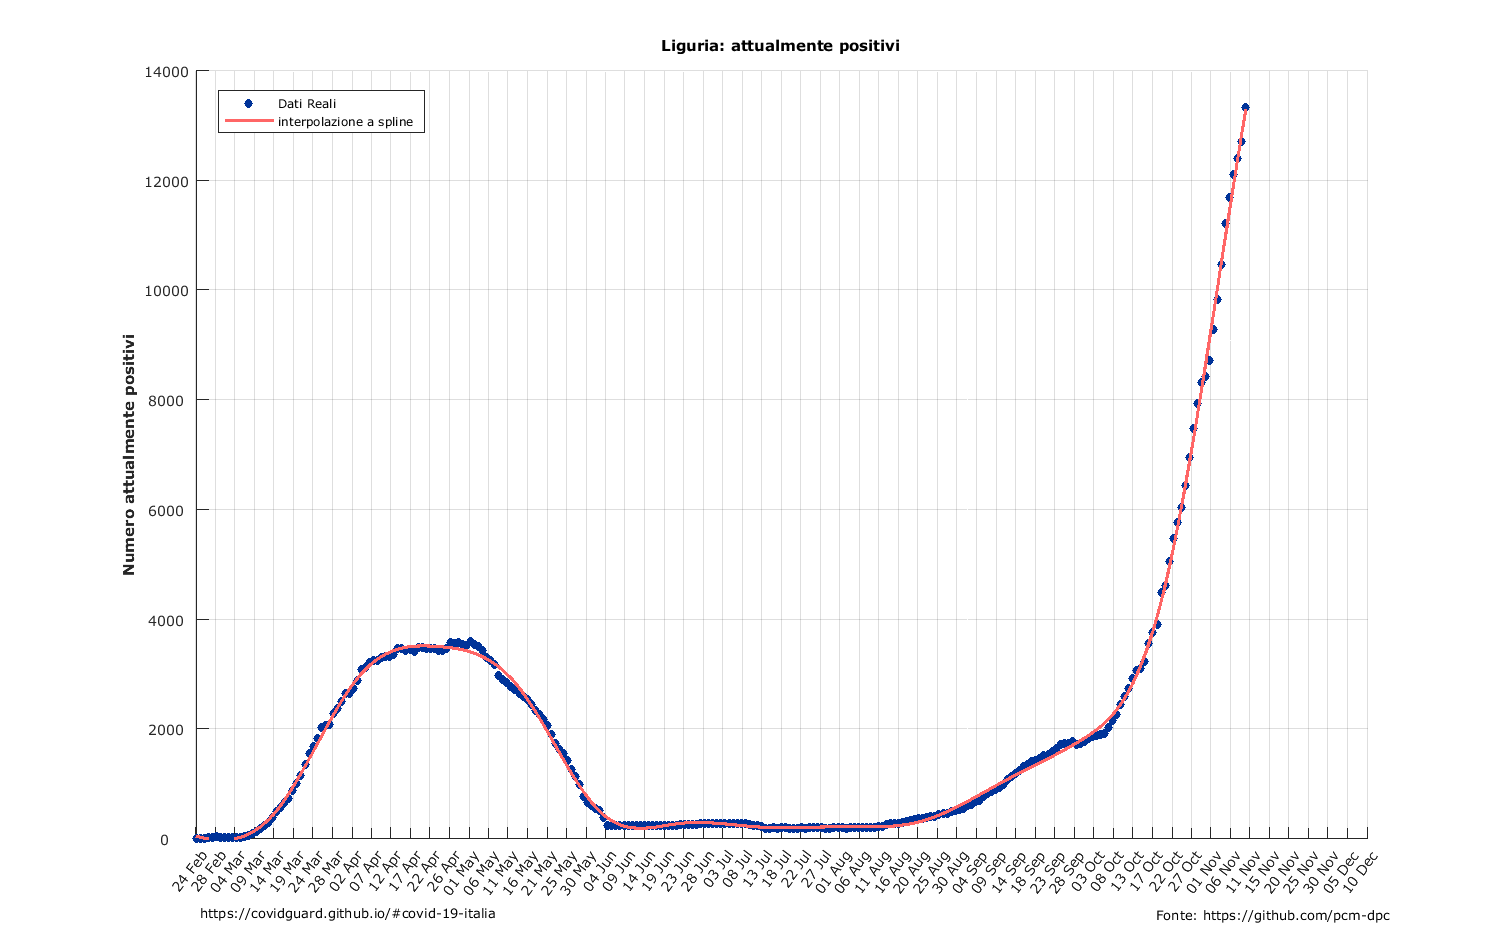 Liguria: attualmente positivi
14000
12000
10000
8000
6000
4000
2000
0
Numero attualmente positivi
Dati Reali
interpolazione a spline
24 Feb
28 Feb
04 Mar
09 Mar
14 Mar
19 Mar
24 Mar
28 Mar
02 Apr
07 Apr
12 Apr
17 Apr
22 Apr
26 Apr
01 May
06 May
11 May
16 May
21 May
25 May
30 May
04 Jun
09 Jun
14 Jun
19 Jun
23 Jun
28 Jun
03 Jul
08 Jul
13 Jul
18 Jul
22 Jul
27 Jul
01 Aug
06 Aug
11 Aug
16 Aug
20 Aug
25 Aug
30 Aug
04 Sep
09 Sep
14 Sep
18 Sep
23 Sep
28 Sep
03 Oct
08 Oct
13 Oct
17 Oct
22 Oct
27 Oct
01 Nov
06 Nov
11 Nov
15 Nov
20 Nov
25 Nov
30 Nov
05 Dec
10 Dec
https://covidguard.github.io/#covid-19-italia
Fonte: https://github.com/pcm-dpc